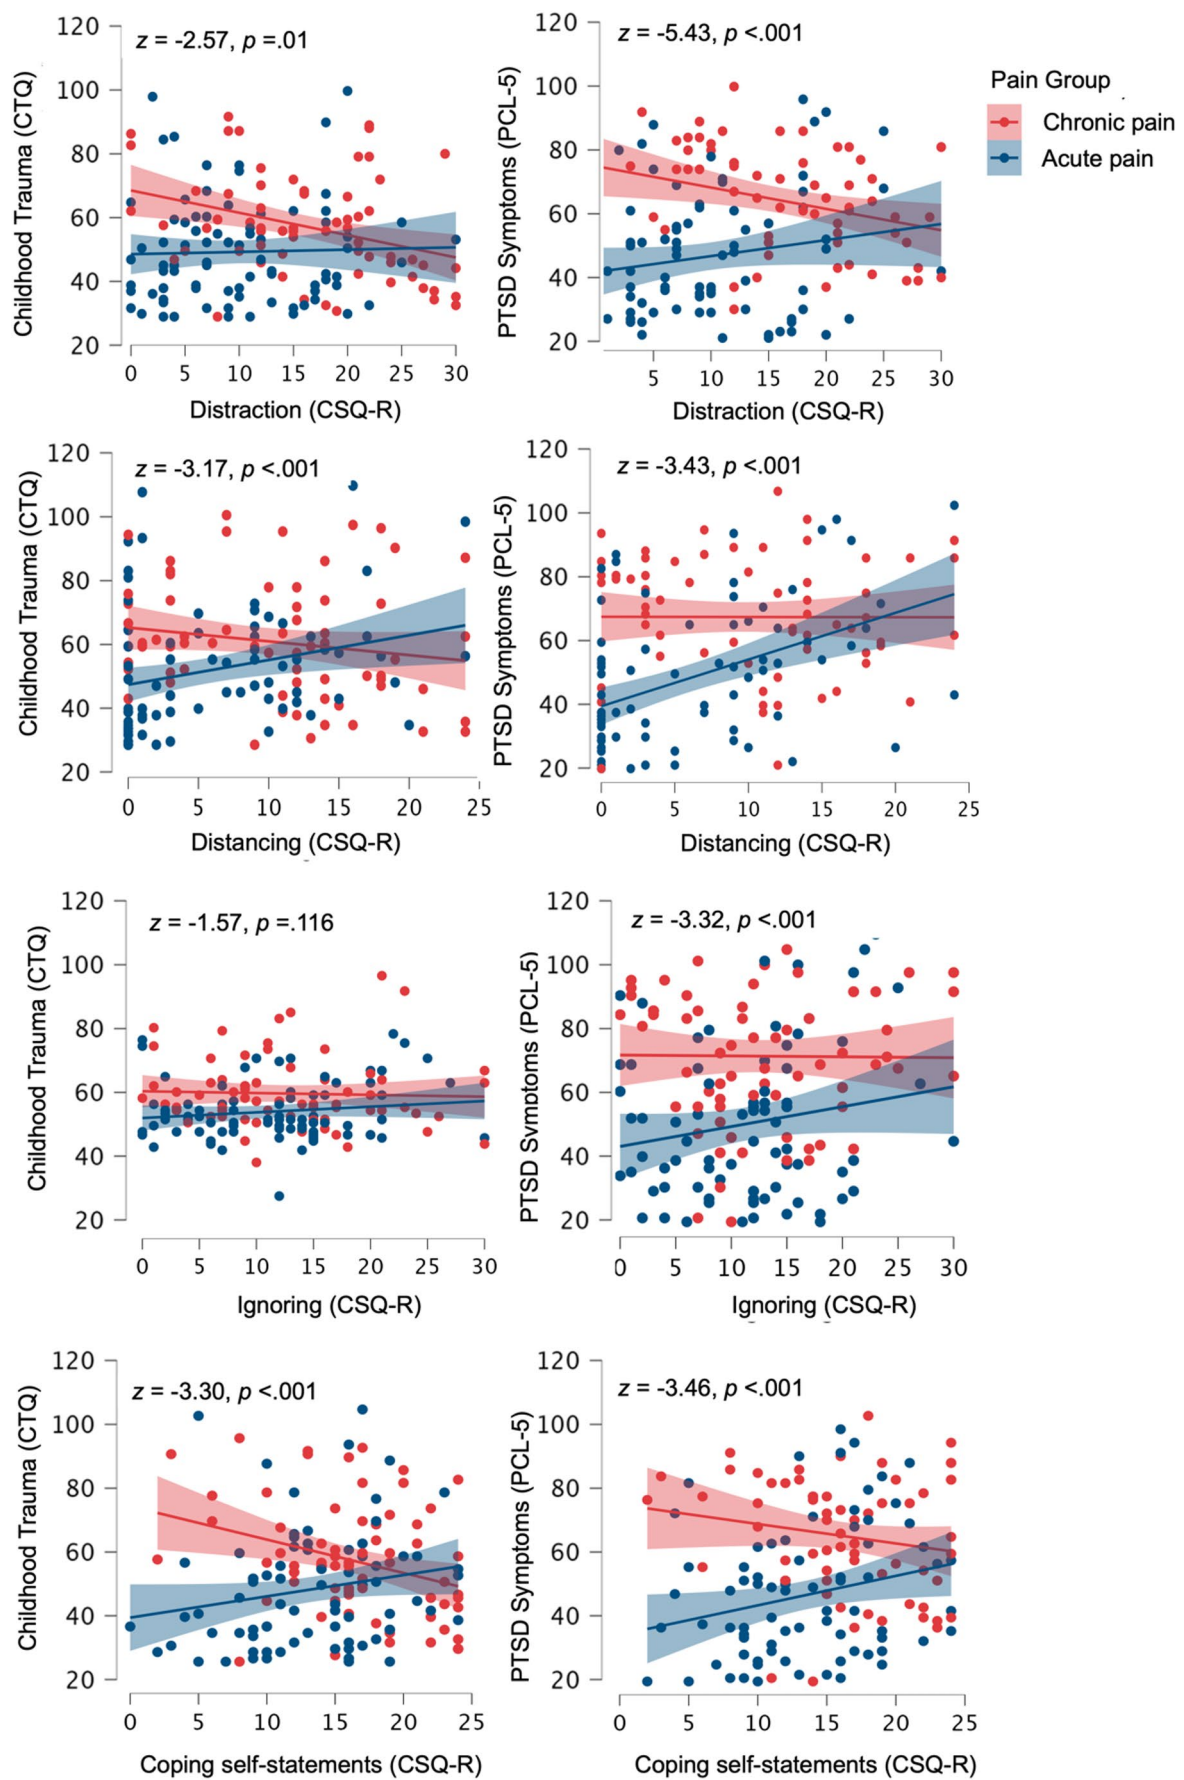 z = -2.57, p =.01
Childhood Trauma (CTQ)
120
100
80
60
40
20
0 5 10 15 20 25 30
Distraction (CSQ-R)
z = -5.43, p <.001
PTSD Symptoms (PCL-5)
120
100
80
60
40
20
5 10 15 20 25 30
Distraction (CSQ-R)
Pain Group
Chronic pain
Acute pain
z = -3.17, p <.001
Childhood Trauma (CTQ)
120
100
80
60
40
20
0 5 10 15 20 25
Distancing (CSQ-R)
z = -3.43, p <.001
PTSD Symptoms (PCL-5)
120
100
80
60
40
20
0 5 10 15 20 25
Distancing (CSQ-R)
z = -1.57, p =.116
Childhood Trauma (CTQ)
120
100
80
60
40
20
0 5 10 15 20 25 30
Ignoring (CSQ-R)
z = -3.32, p <.001
PTSD Symptoms (PCL-5)
120
100
80
60
40
20
0 5 10 15 20 25 30
Ignoring (CSQ-R)
z = -3.30, p <.001
Childhood Trauma (CTQ)
120
100
80
60
40
20
0 5 10 15 20 25
Coping self-statements (CSQ-R)
z = -3.46, p <.001
PTSD Symptoms (PCL-5)
120
100
80
60
40
20
0 5 10 15 20 25
Coping self-statements (CSQ-R)